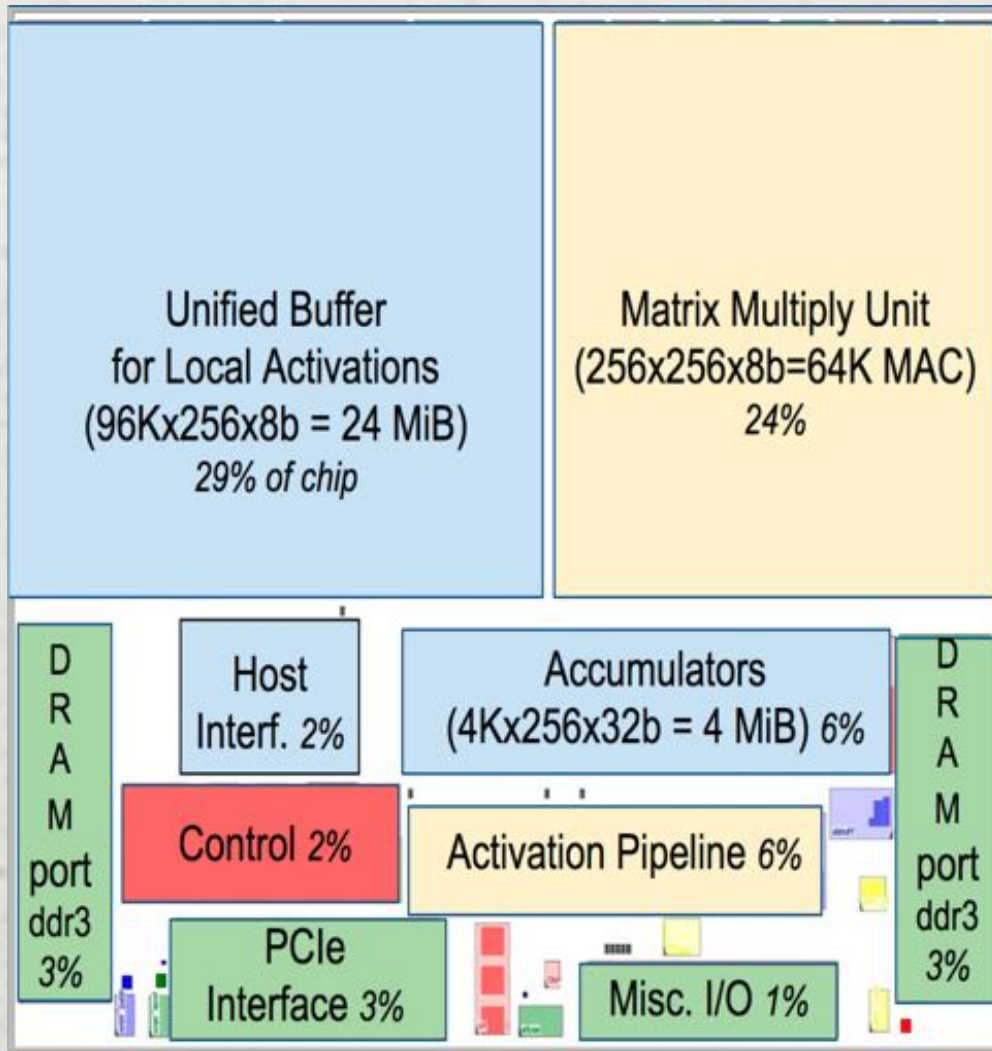 Unified Buffer
for Local Activations
(96Kx256x8b = 24 MiB)
29% of chip
Matrix Multiply Unit
(256x256x8b=64K MAC)
24%
D
R
A
M
port
ddr3
3%
Host
Interf. 2%
Accumulators
(4Kx256x32b = 4 MiB) 6%
Control 2%
Activation Pipeline 6%
PCIe
Interface 3%
Misc. I/O 1%
D
R
A
M
port
ddr3
3%